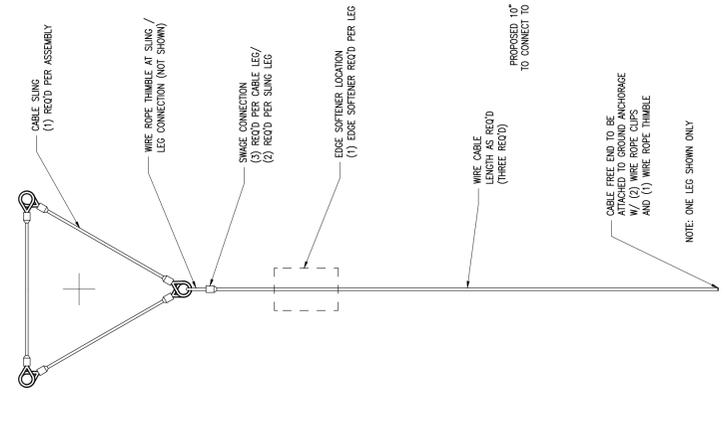 CABLE SLING
(1) REQ'D PER ASSEMBLY
WIRE ROPE THIMBLE AT SLING /
LEG CONNECTION (NOT SHOWN)
SWAGE CONNECTION
(3) REQ'D PER CABLE LEG/
(2) REQ'D PER SLING LEG
EDGE SOFTENER LOCATION
(1) EDGE SOFTENER REQ'D PER LEG
WIRE CABLE
LENGTH AS REQ'D
(THREE REQ'D)
PROPOSED 10"
TO CONNECT TO
CABLE FREE END TO BE
ATTACHED TO GROUND ANCHORAGE
W/ (2) WIRE ROPE CLIPS
AND (1) WIRE ROPE THIMBLE
NOTE: ONE LEG SHOWN ONLY